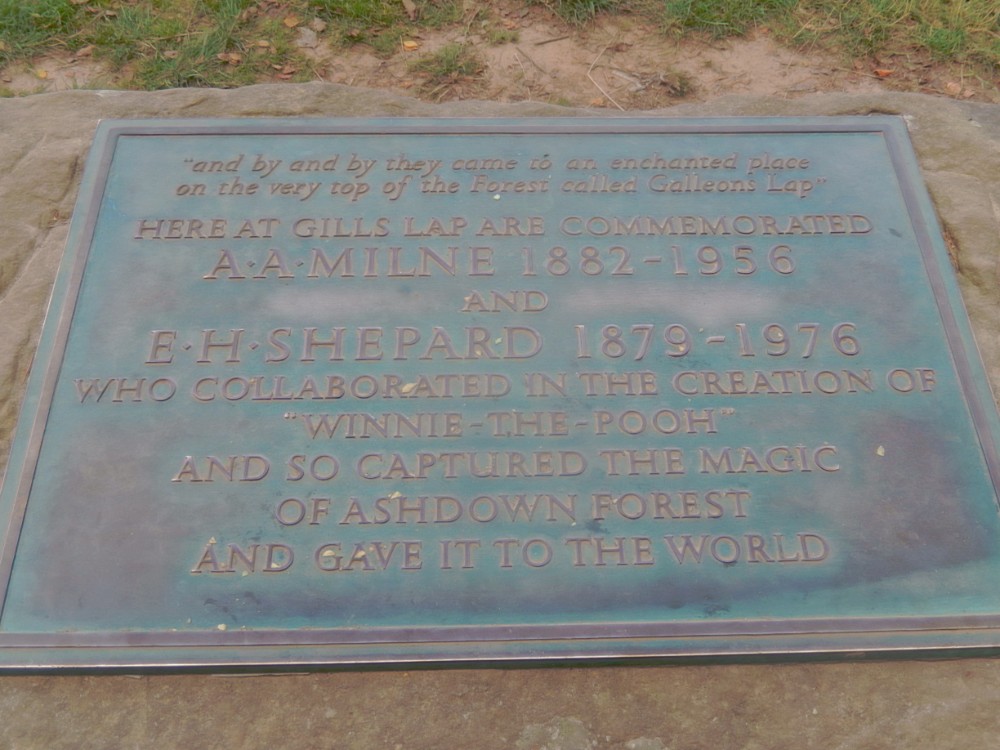 "and by and by they came to an enchanted place
on the very top of the Forest called Galleons Lap"
HERE AT GILLS LAP ARE COMMEMORATED
A·A·MILNE 1882-1956
AND
E·H·SHEPARD 1879-1976
WHO COLLABORATED IN THE CREATION OF
"WINNIE-THE-POOH"
AND SO CAPTURED THE MAGIC
OF ASHDOWN FOREST
AND GAVE IT TO THE WORLD